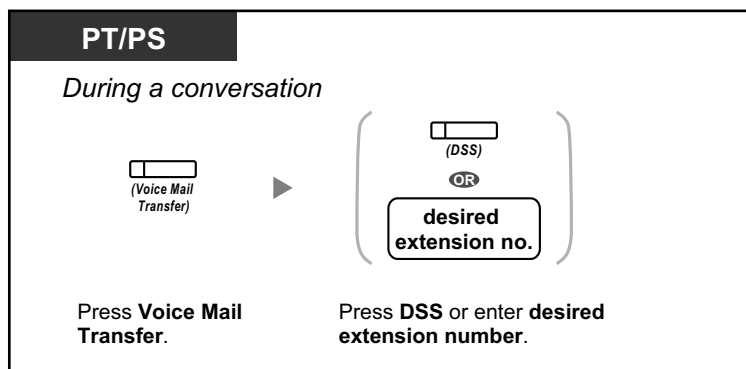 PT/PS
During a conversation
(Voice Mail
Transfer)
(DSS)
OR
desired
extension no.
Press Voice Mail
Transfer.
Press DSS or enter desired
extension number.